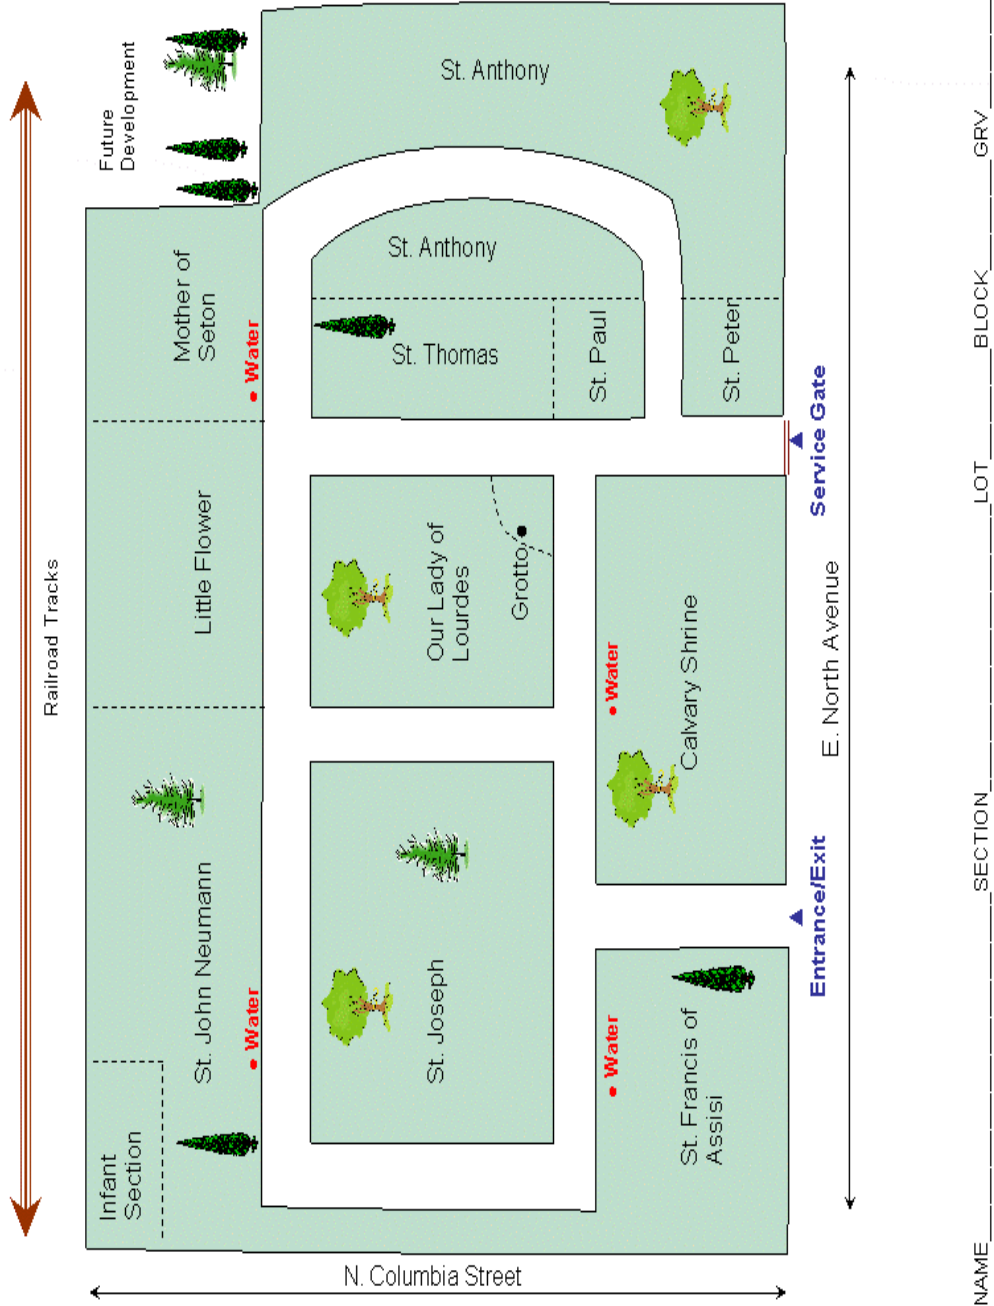 Railroad Tracks
Infant
Section
St. John Neumann
Little Flower
Mother of
Seton
Future
Development
• Water
• Water
St. Joseph
Our Lady of
Lourdes
Grotto
St. Thomas
St. Anthony
St. Anthony
St. Paul
St. Peter
• Water
• Water
St. Francis of
Assisi
Calvary Shrine
Entrance/Exit
Service Gate
E. North Avenue
N. Columbia Street
NAME SECTION LOT BLOCK GRV